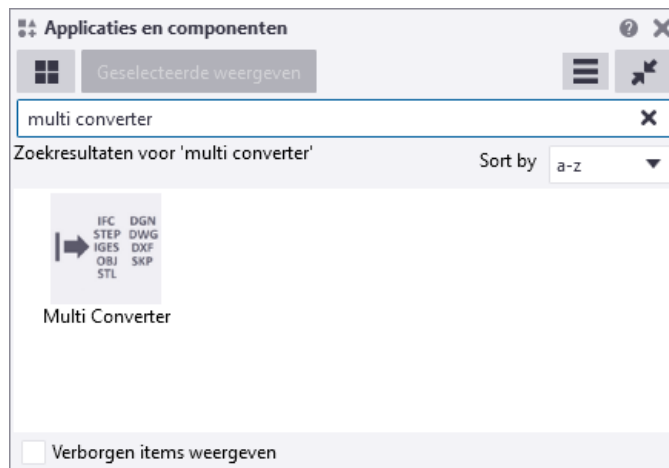 Applicaties en componenten
Geselecteerde weergeven
multi converter
Zoekresultaten voor 'multi converter'
Sort by a-z
IFC DGN
STEP DWG
IGES DXF
OBJ SKP
STL
Multi Converter
Verborgen items weergeven